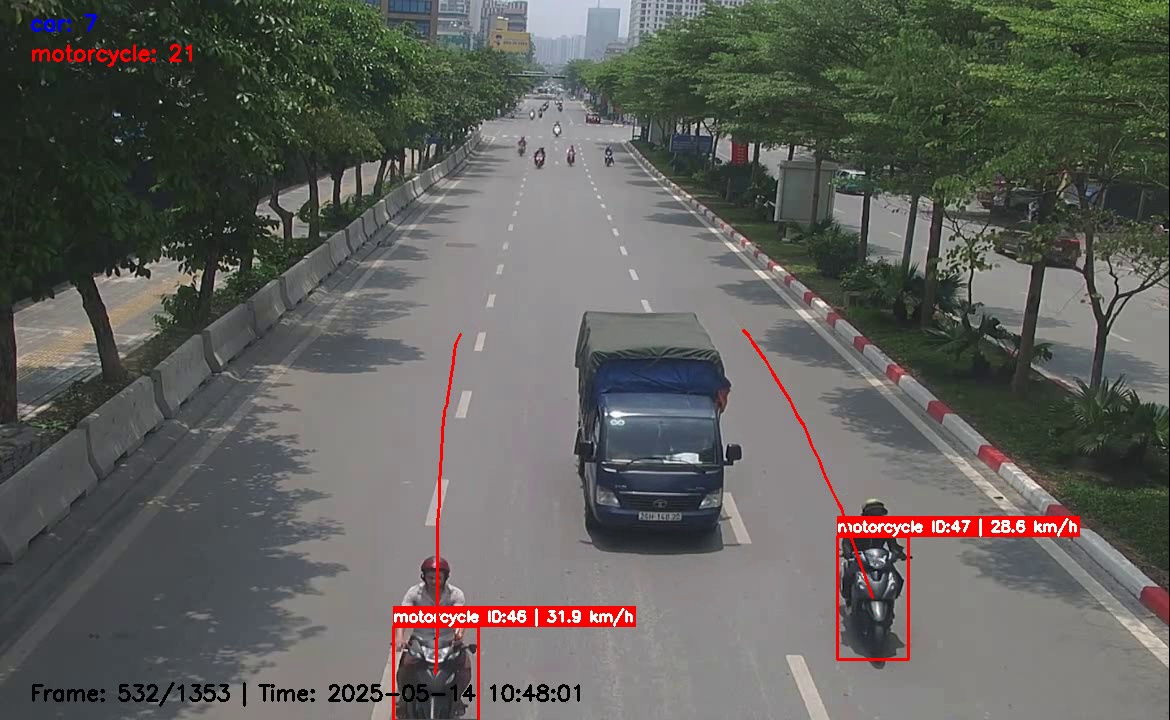 car: 7
motorcycle: 21
motorcycle ID:47 | 28.6 km/h
motorcycle ID:46 | 31.9 km/h
Frame: 532/1353 | Time: 2025-05-14 10:48:01